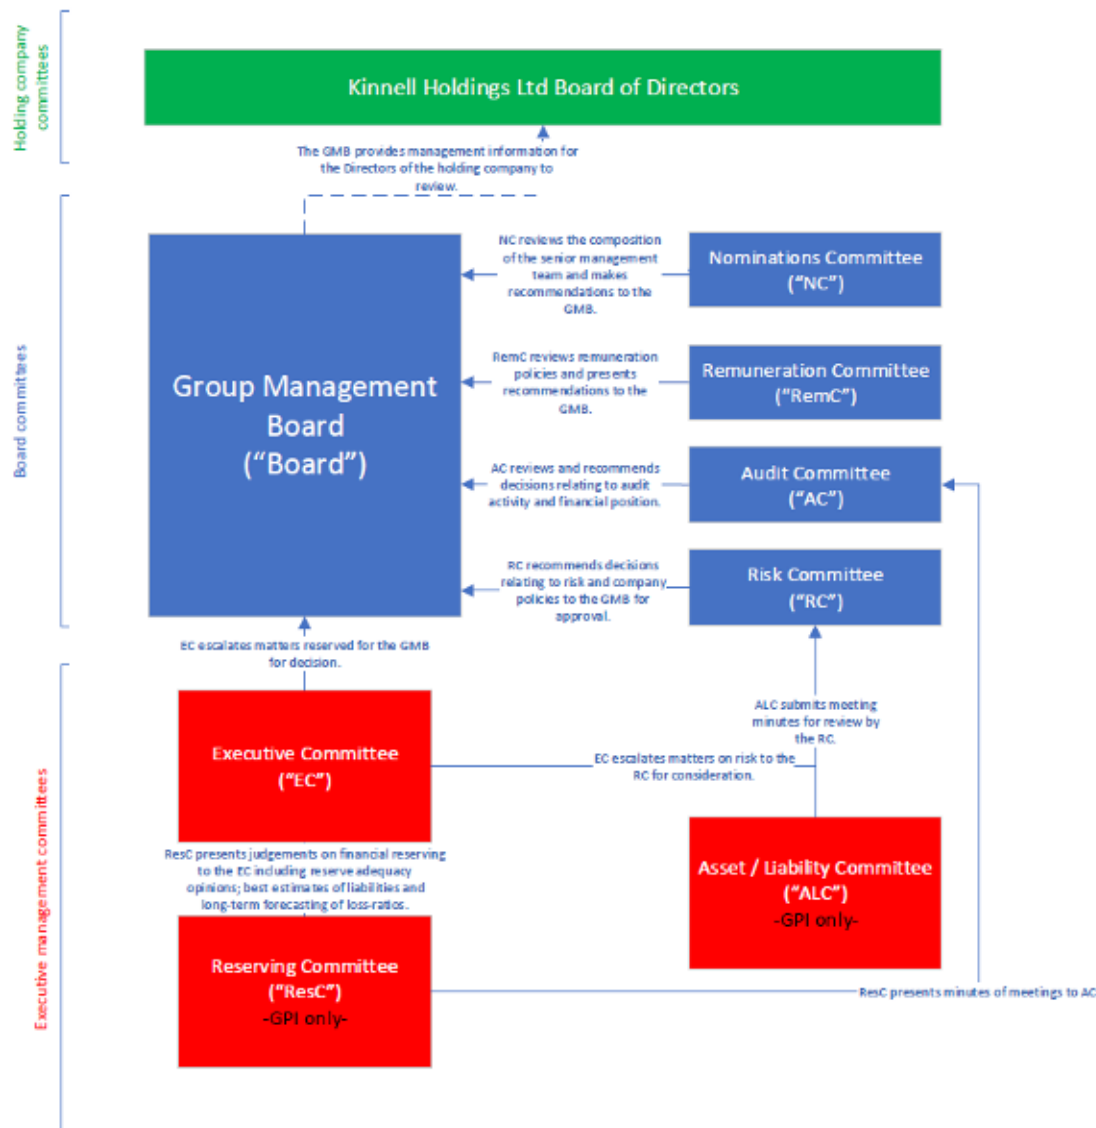 Holding company
committees
Kinnell Holdings Ltd Board of Directors
The GMB provides management information for
the Directors of the holding company to
review.
Board committees
Group Management
Board
(“Board”)
NC reviews the composition
of the senior management
team and makes
recommendations to the
GMB.
Nominations Committee
(“NC”)
RemC reviews remuneration
policies and presents
recommendations to the
GMB.
Remuneration Committee
(“RemC”)
AC reviews and recommends
decisions relating to audit
activity and financial position.
Audit Committee
(“AC”)
RC recommends decisions
relating to risk and company
policies to the GMB for
approval.
Risk Committee
(“RC”)
EC escalates matters reserved for the GMB
for decision.
Executive management committees
Executive Committee
(“EC”)
ALC submits meeting
minutes for review by
the RC.
EC escalates matters on risk to the
RC for consideration.
ResC presents judgements on financial reserving
to the EC including reserve adequacy
opinions; best estimates of liabilities and
long-term forecasting of loss-ratios.
Asset / Liability Committee
(“ALC”)
-GPI only-
Reserving Committee
(“ResC”)
-GPI only-
ResC presents minutes of meetings to AC